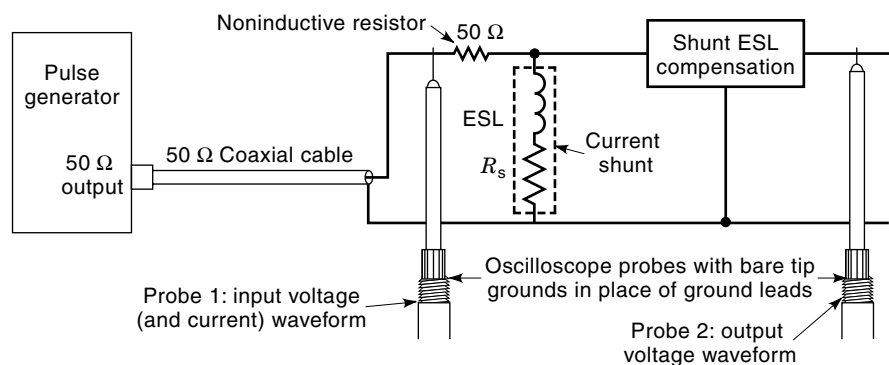 Noninductive resistor
50 Ω
Shunt ESL
compensation
Pulse
generator
ESL
Current
shunt
50 Ω Coaxial cable
50 Ω
output
Rs
Oscilloscope probes with bare tip
grounds in place of ground leads
Probe 1: input voltage
(and current) waveform
Probe 2: output
voltage waveform